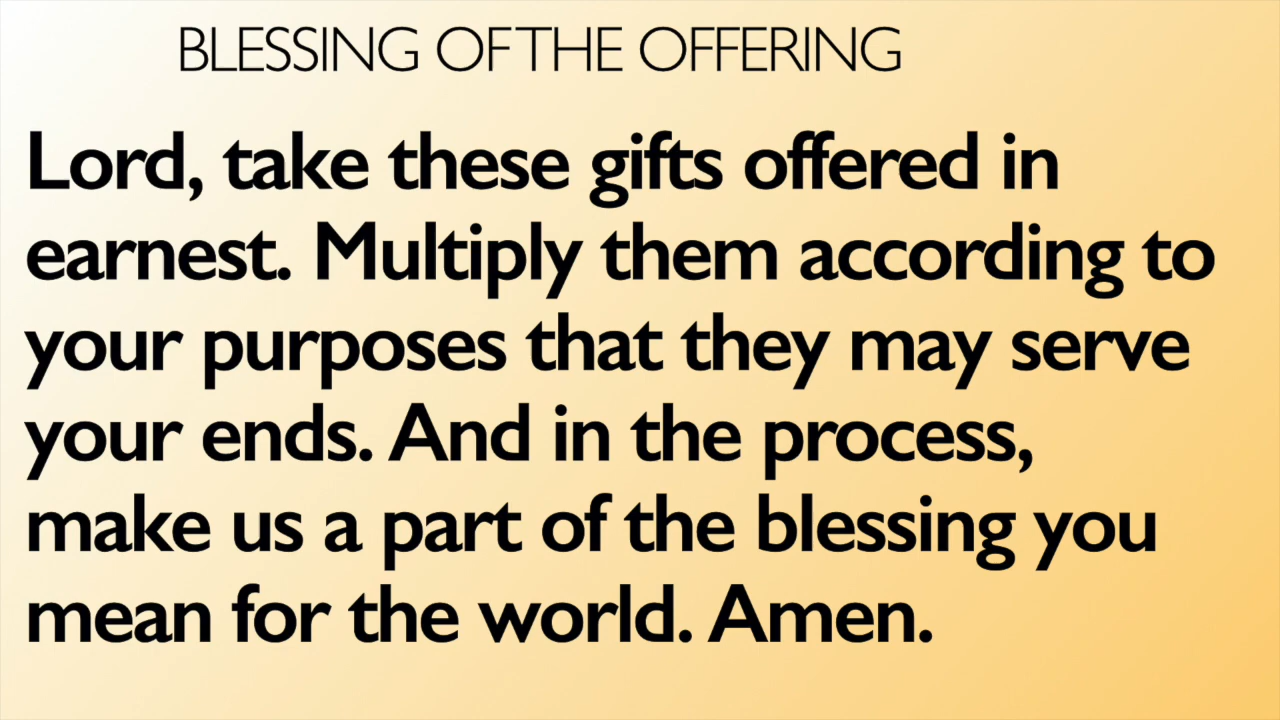 BLESSING OF THE OFFERING
Lord, take these gifts offered in
earnest. Multiply them according to
your purposes that they may serve
your ends. And in the process,
make us a part of the blessing you
mean for the world. Amen.